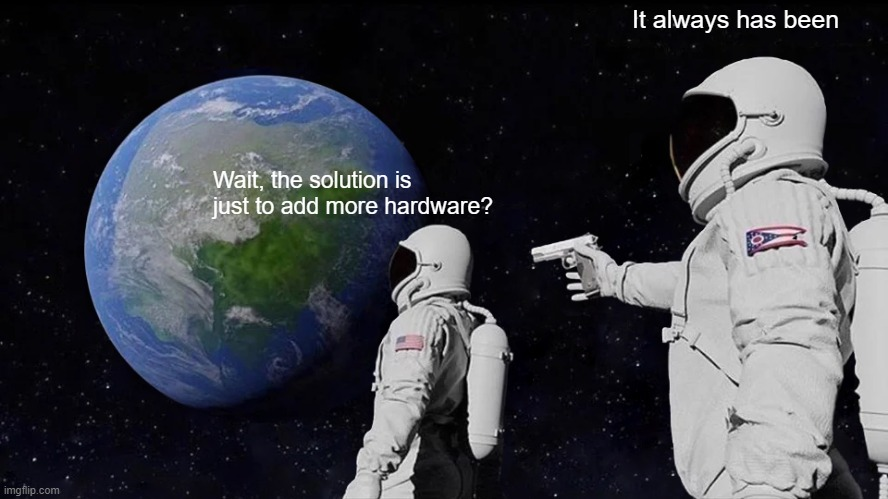 It always has been
Wait, the solution is
just to add more hardware?
imgflip.com